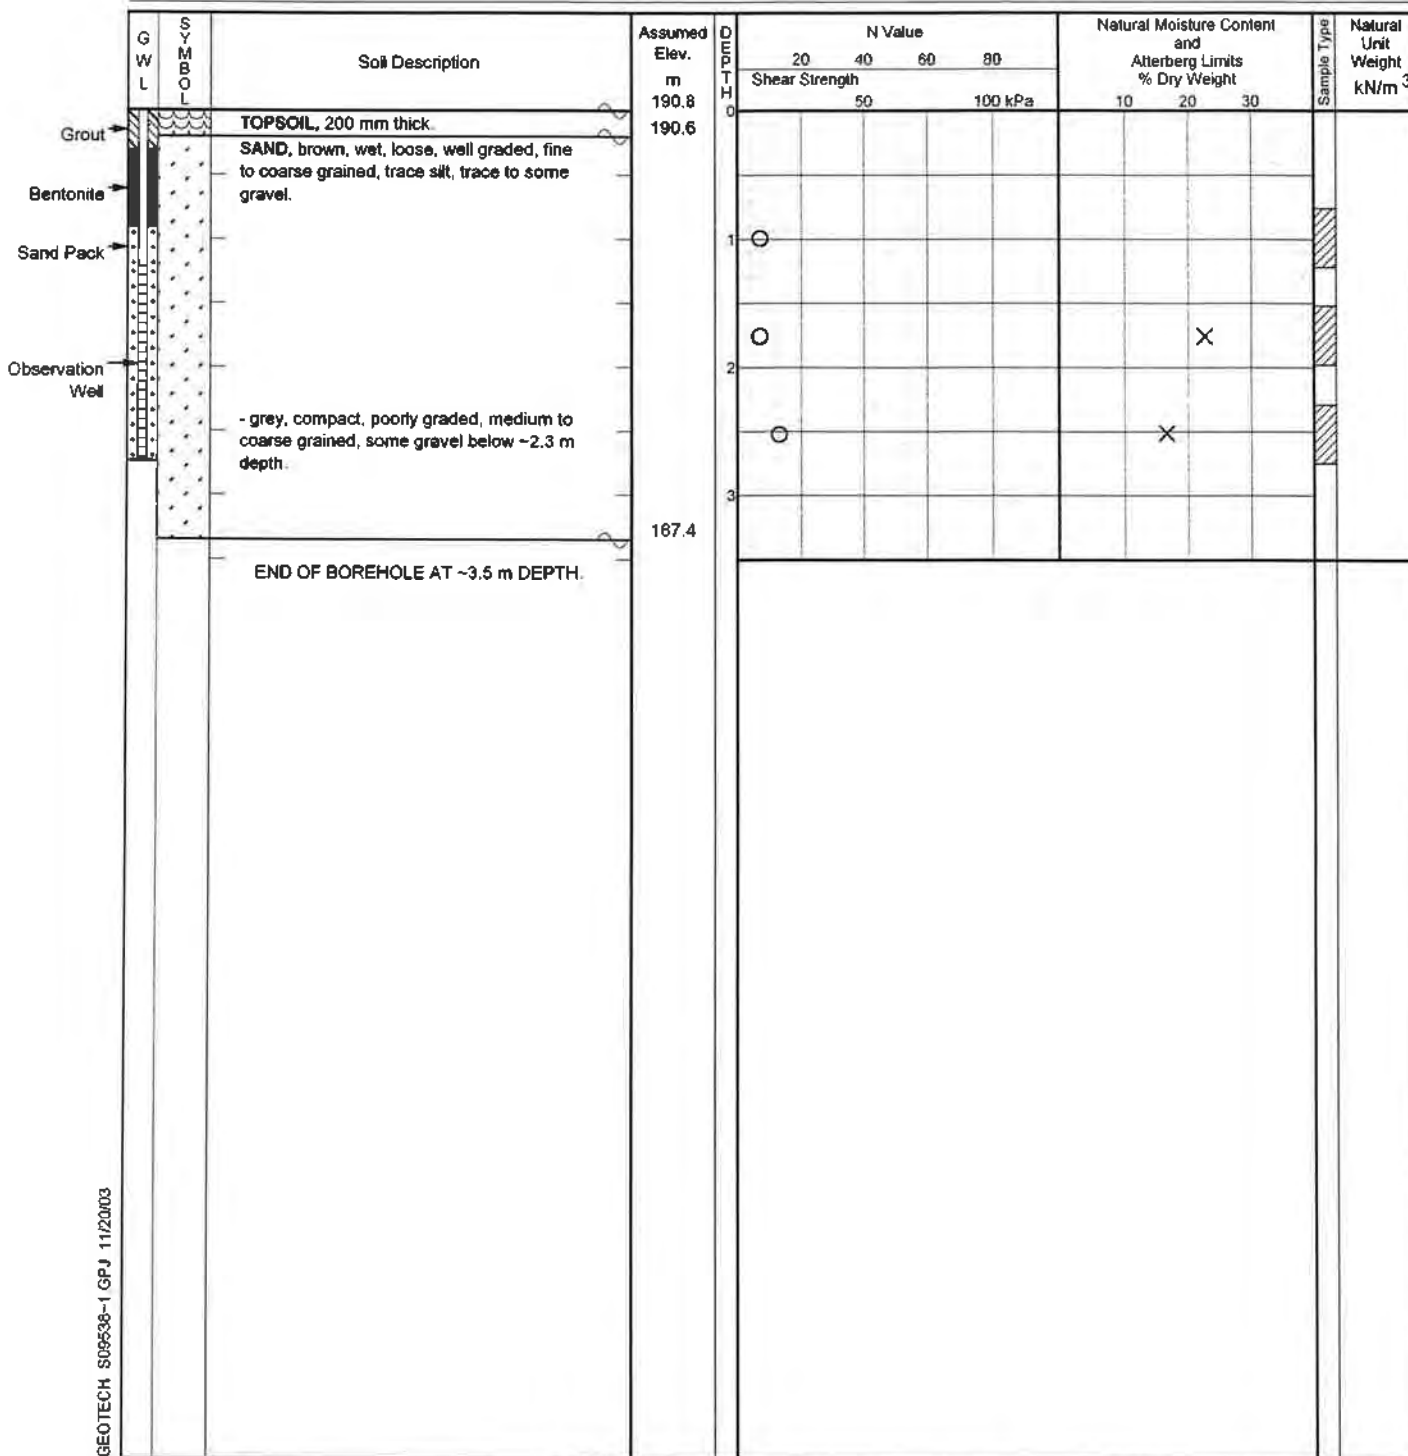 G W L
SYMBOL
Soil Description
Assumed
Elev.
m
190.8
DEPTH
N Value
20 40 60 80
Shear Strength
50 100 kPa
Natural Moisture Content
and
Atterberg Limits
% Dry Weight
10 20 30
Sample Type
Natural
Unit
Weight
kN/m3
0
Grout
TOPSOIL, 200 mm thick.
190.6
SAND, brown, wet, loose, well graded, fine
to coarse grained, trace silt, trace to some
gravel.
Bentonite
Sand Pack
1
Observation
Well
2
- grey, compact, poorly graded, medium to
coarse grained, some gravel below ~2.3 m
depth.
3
187.4
END OF BOREHOLE AT ~3.5 m DEPTH.
GEOTECH S09538-1 GPJ 11/20/03